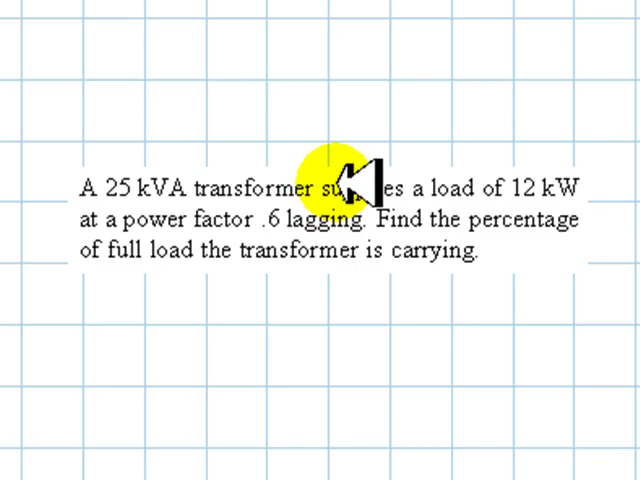 A 25 kVA transformer a load of 12 kW
at a power factor .6 lagging. Find the percentage
of full load the transformer is carrying.